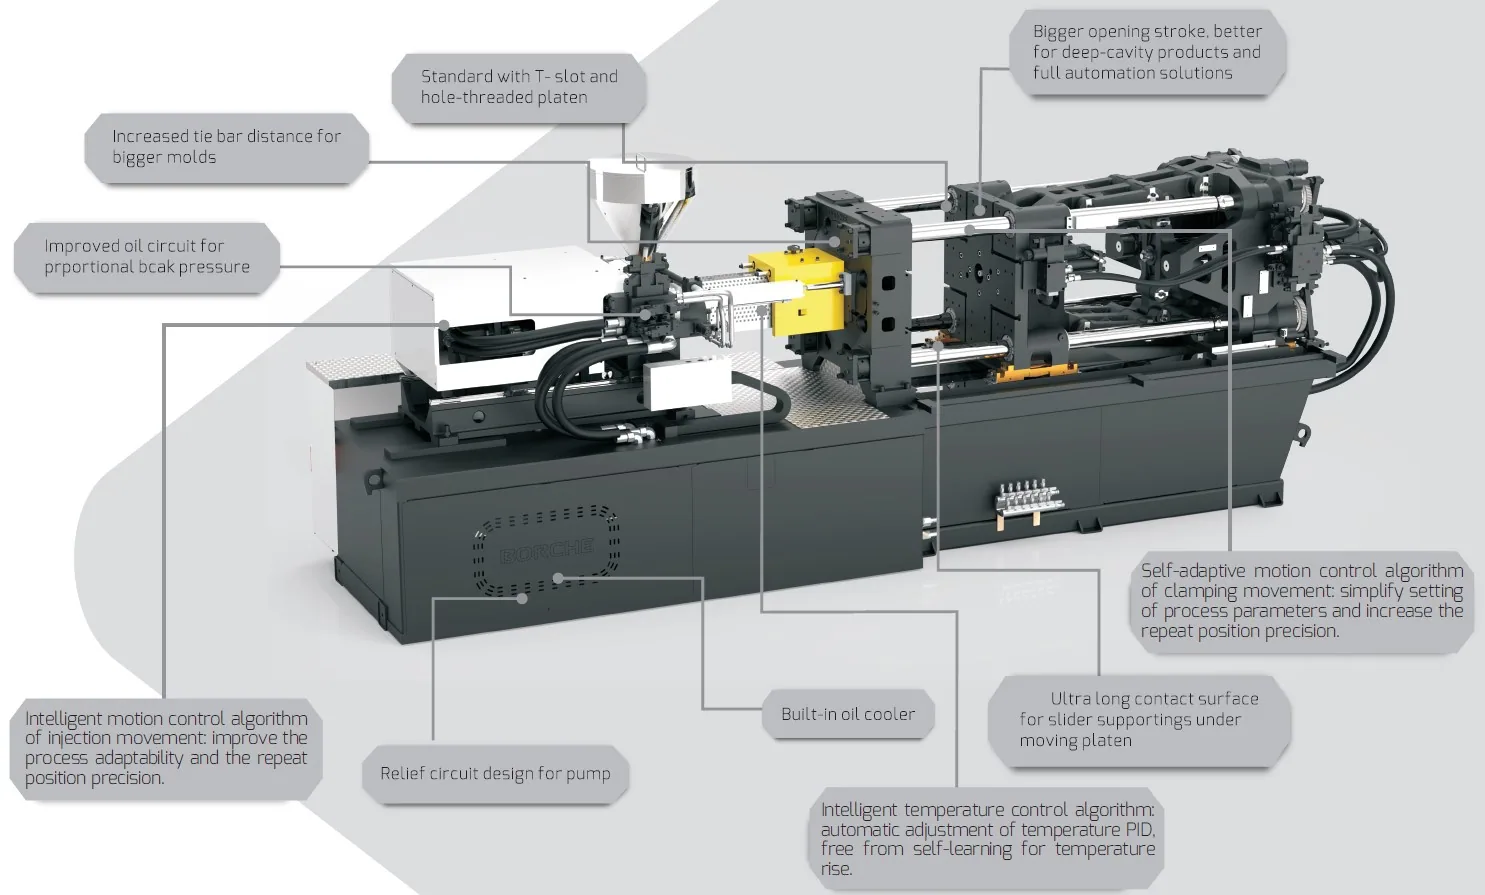 Bigger opening stroke, better
for deep-cavity products and
full automation solutions
Standard with T- slot and
hole-threaded platen
Increased tie bar distance for
bigger molds
Improved oil circuit for
prportional bcak pressure
BORCHE
Self-adaptive motion control algorithm
of clamping movement: simplify setting
of process parameters and increase the
repeat position precision.
Ultra long contact surface
for slider supportings under
moving platen
Built-in oil cooler
Intelligent motion control algorithm
of injection movement: improve the
process adaptability and the repeat
position precision.
Relief circuit design for pump
Intelligent temperature control algorithm:
automatic adjustment of temperature PID,
free from self-learning for temperature
rise.